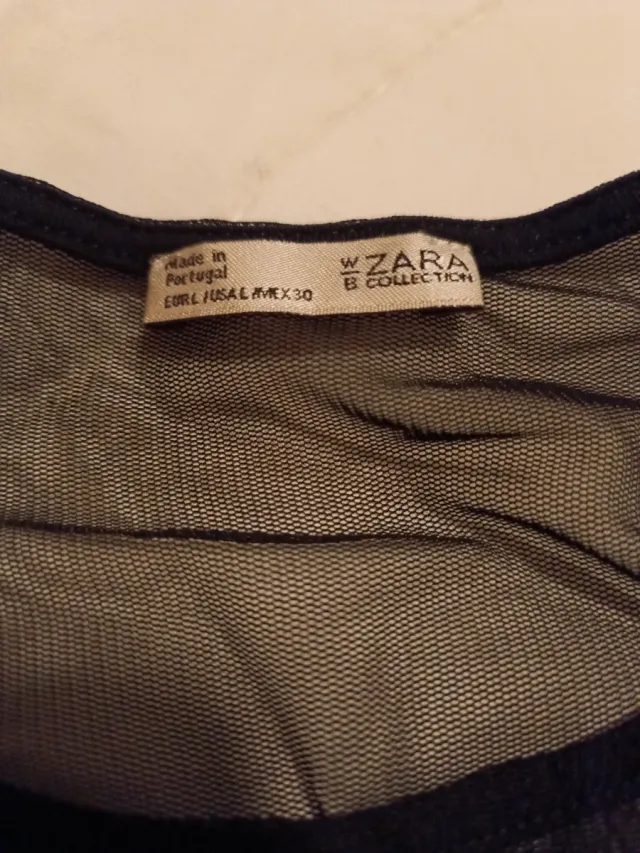 Made in
Portugal
EUR L / USA L / MEX 30
W ZARA
B COLLECTION